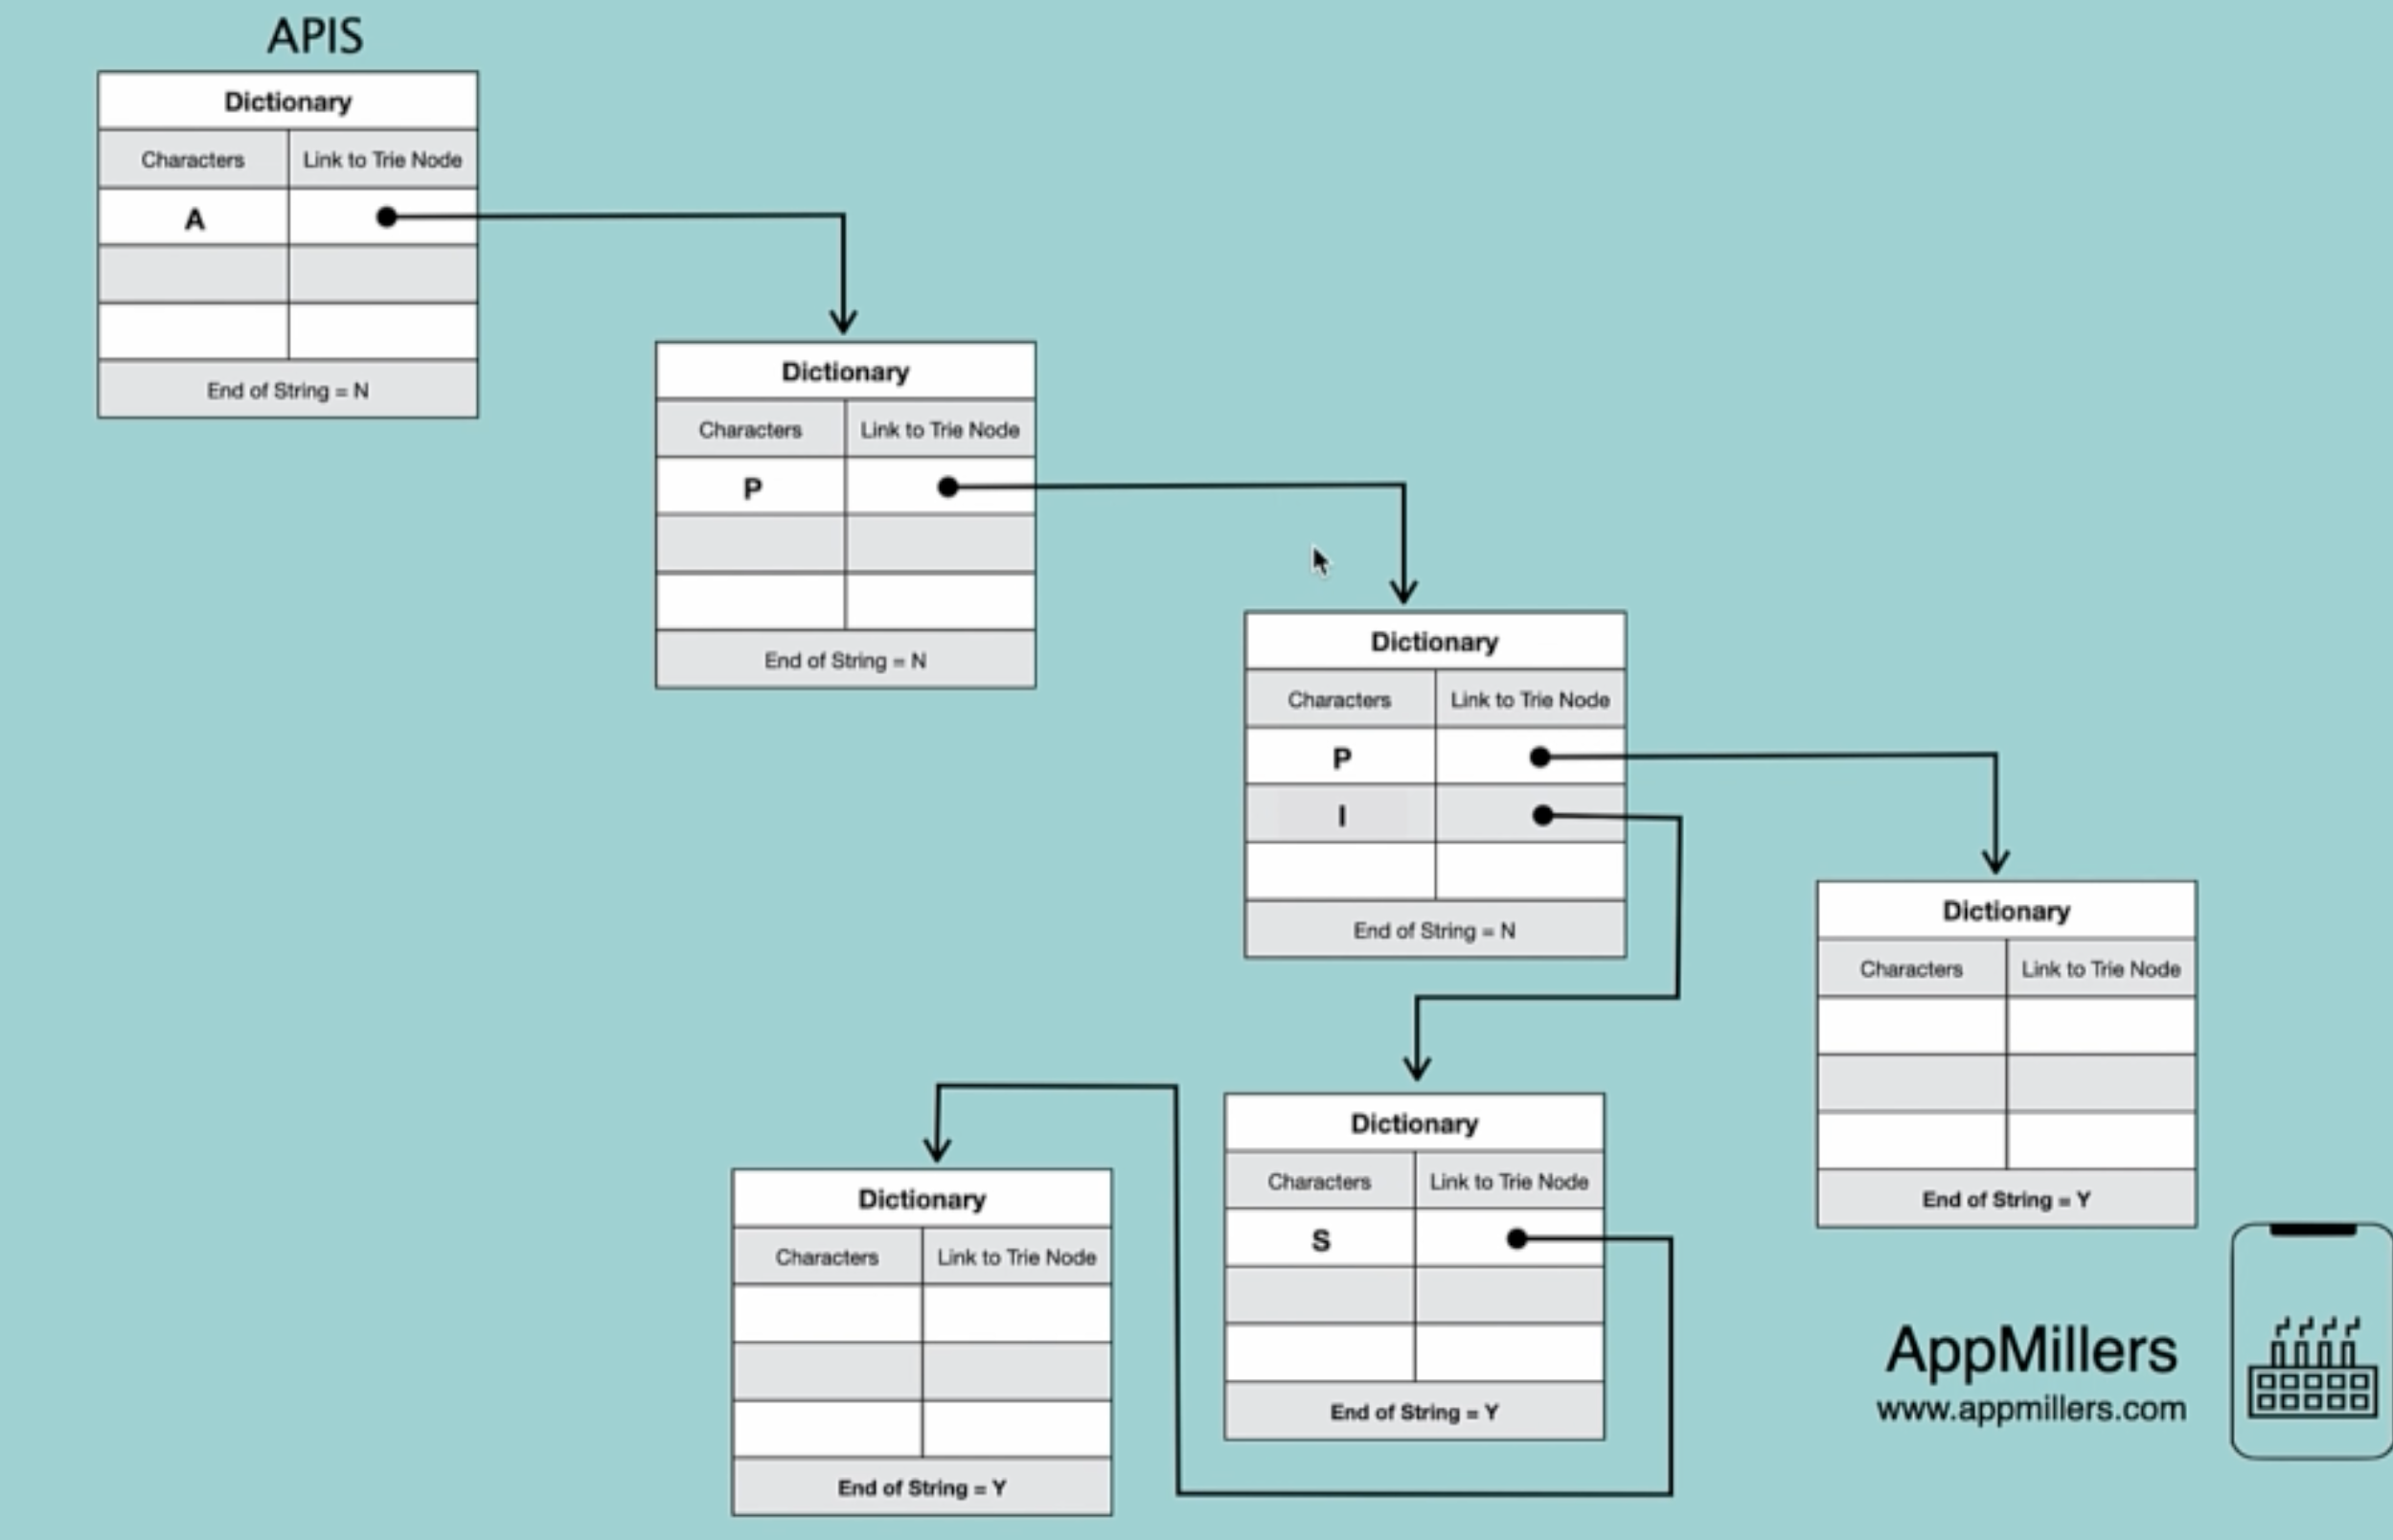 APIS
Dictionary
Characters Link to Trie Node
A
End of String = N
Dictionary
Characters Link to Trie Node
P
End of String = N
Dictionary
Characters Link to Trie Node
P
I
End of String = N
Dictionary
Characters Link to Trie Node
End of String = Y
Dictionary
Characters Link to Trie Node
S
End of String = Y
Dictionary
Characters Link to Trie Node
End of String = Y
AppMillers
www.appmillers.com